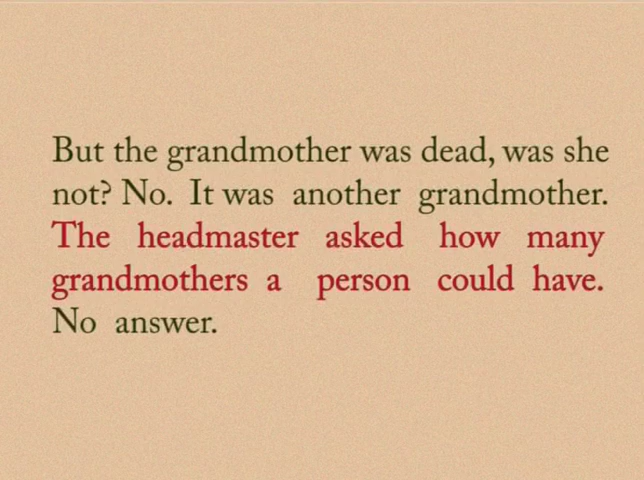 But the grandmother was dead, was she
not? No. It was another grandmother.
The headmaster asked how many
grandmothers a person could have.
No answer.